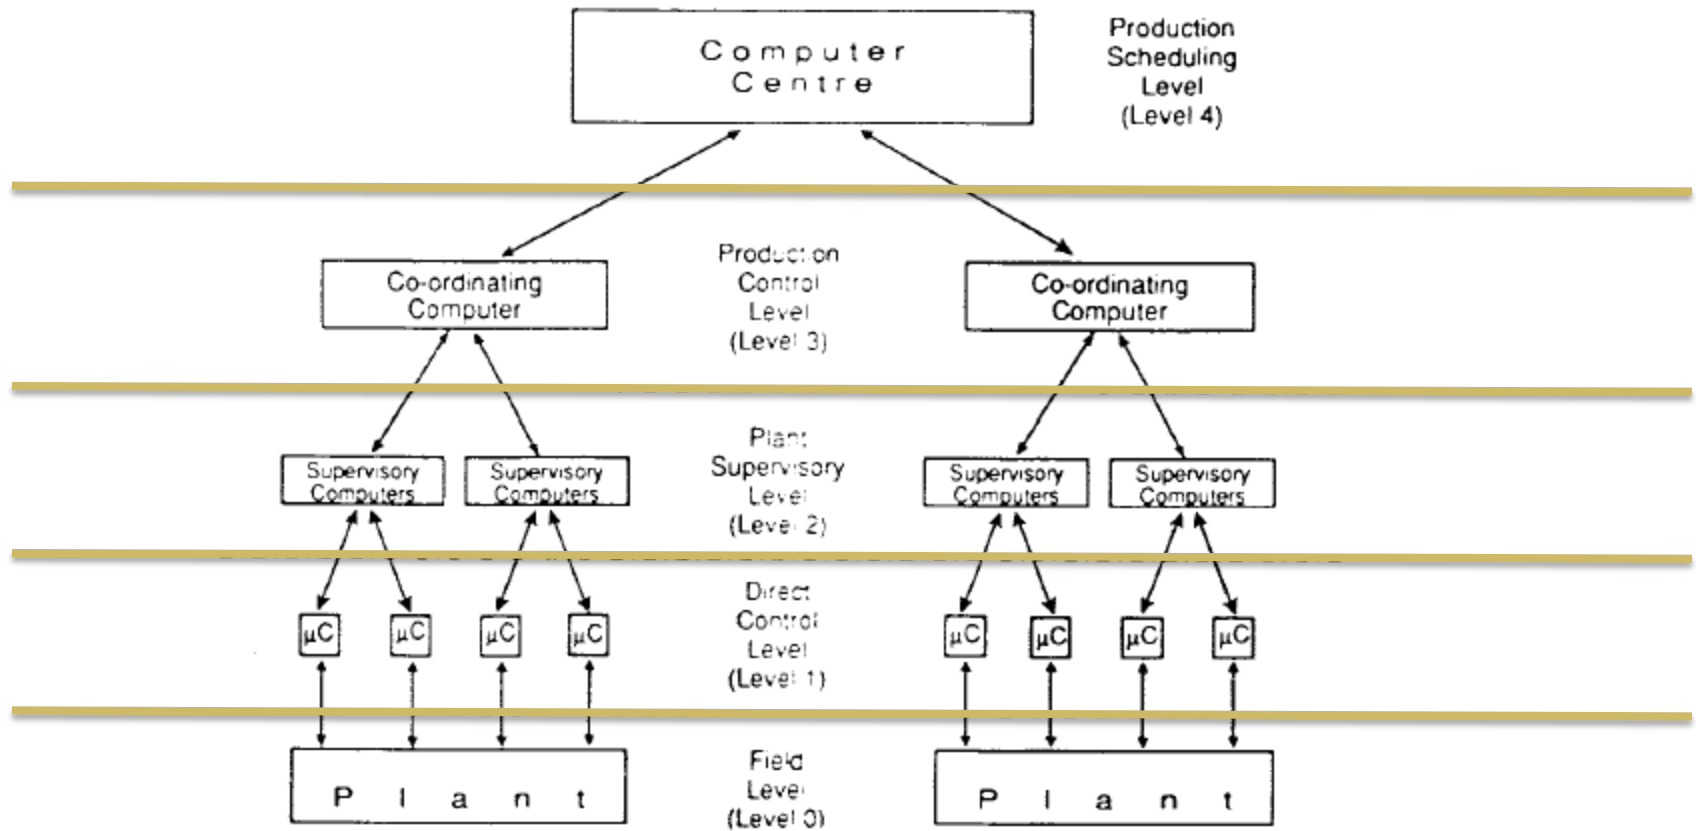 Computer
Centre
Production
Scheduling
Level
(Level 4)
Co-ordinating
Computer
Production
Control
Level
(Level 3)
Co-ordinating
Computer
Supervisory
Computers
Supervisory
Computers
Plant
Supervisory
Level
(Level 2)
Supervisory
Computers
Supervisory
Computers
µC
µC
µC
µC
Direct
Control
Level
(Level 1)
µC
µC
µC
µC
Plant
Field
Level
(Level 0)
Plant